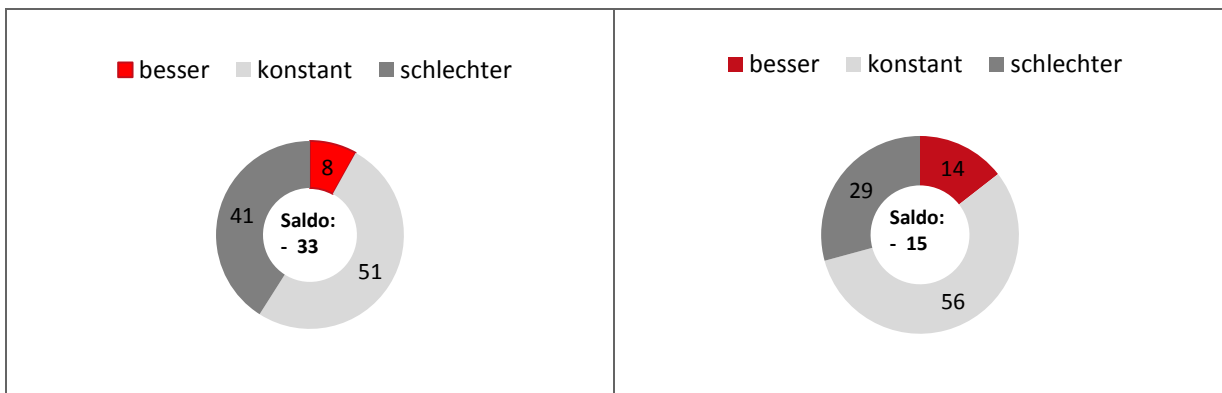 besser konstant schlechter
8
41
Saldo:
- 33
51
besser konstant schlechter
14
29
Saldo:
- 15
56